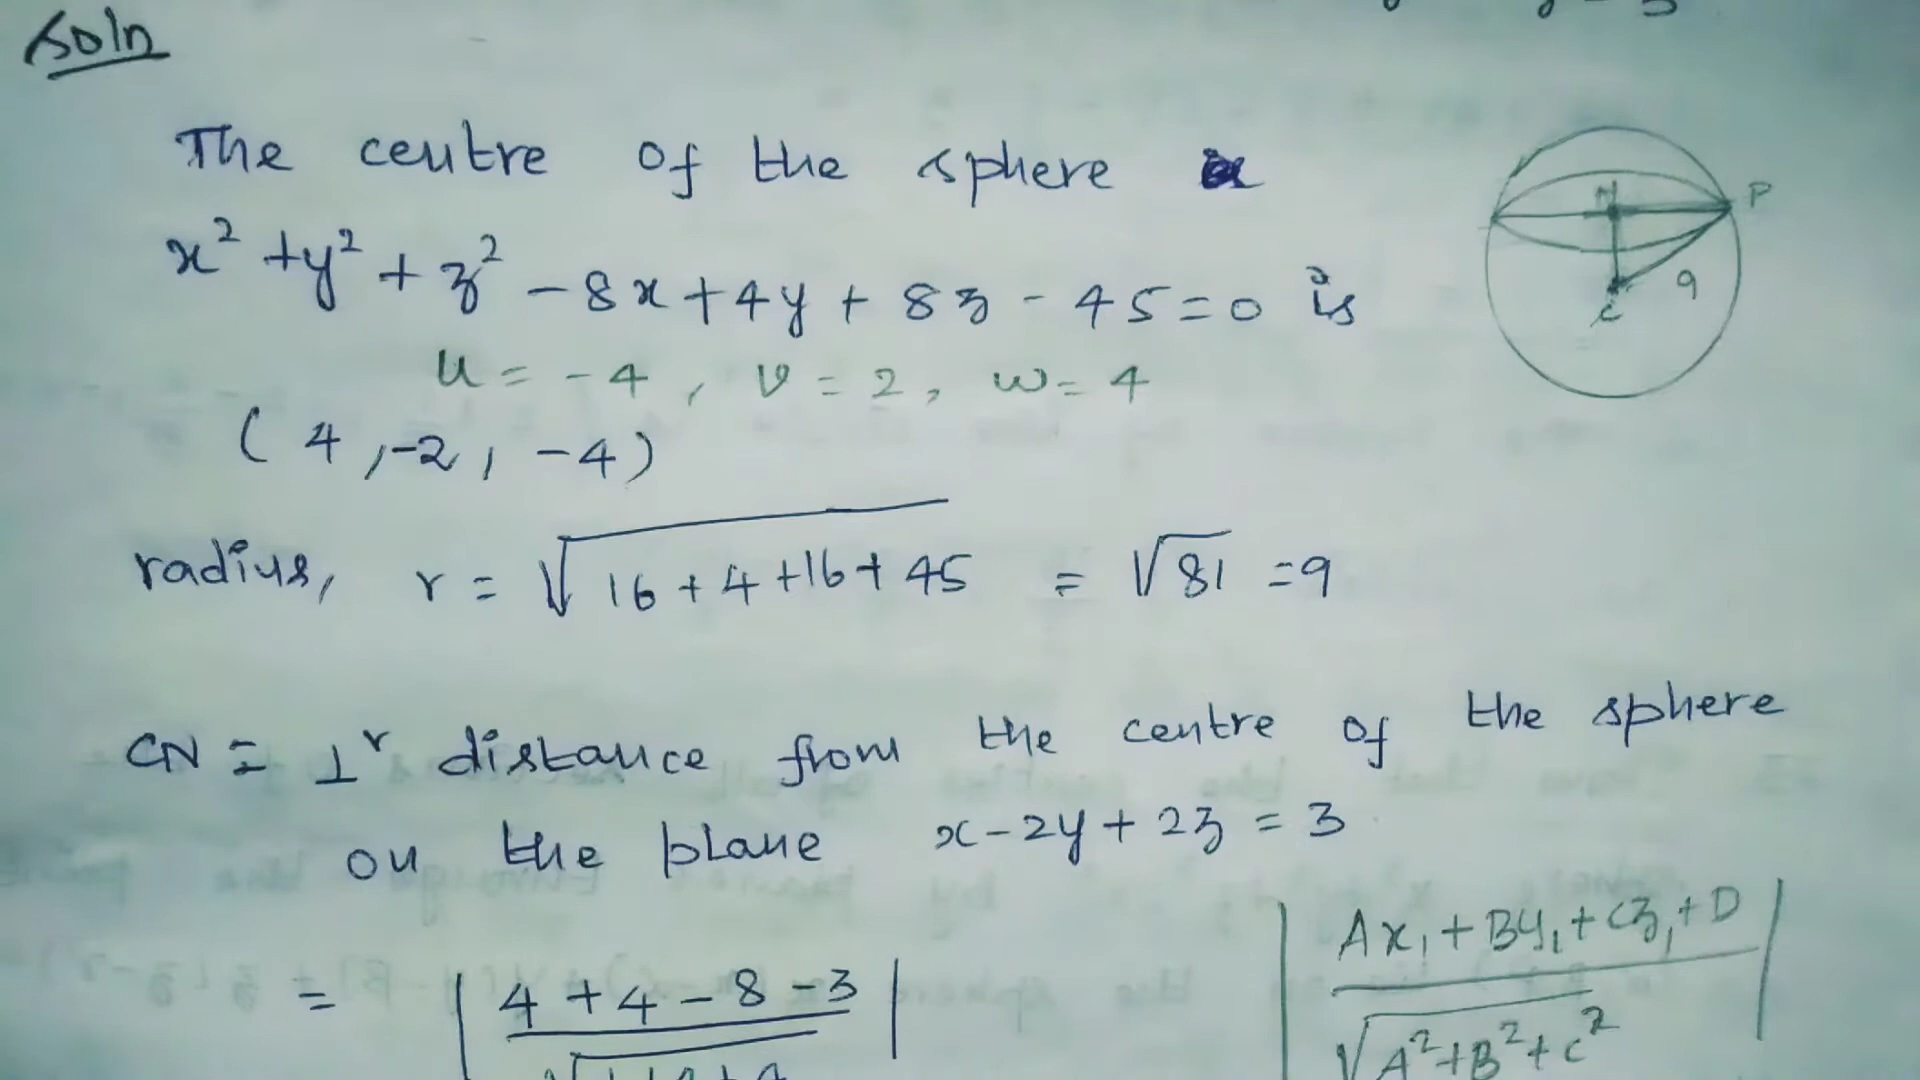 Soln
The centre of the sphere
x² + y² + z² - 8x + 4y + 8z - 45 = 0 is
u = -4, v = 2, w = 4
(4, -2, -4)
radius, r = √16 + 4 + 16 + 45 = √81 = 9
CN = ⊥ʳ distance from the centre of the sphere
on the plane x - 2y + 2z = 3
= | 4 + 4 - 8 - 3 |
| Ax₁ + By₁ + Cz₁ + D |
√A² + B² + C²
N
P
C
9